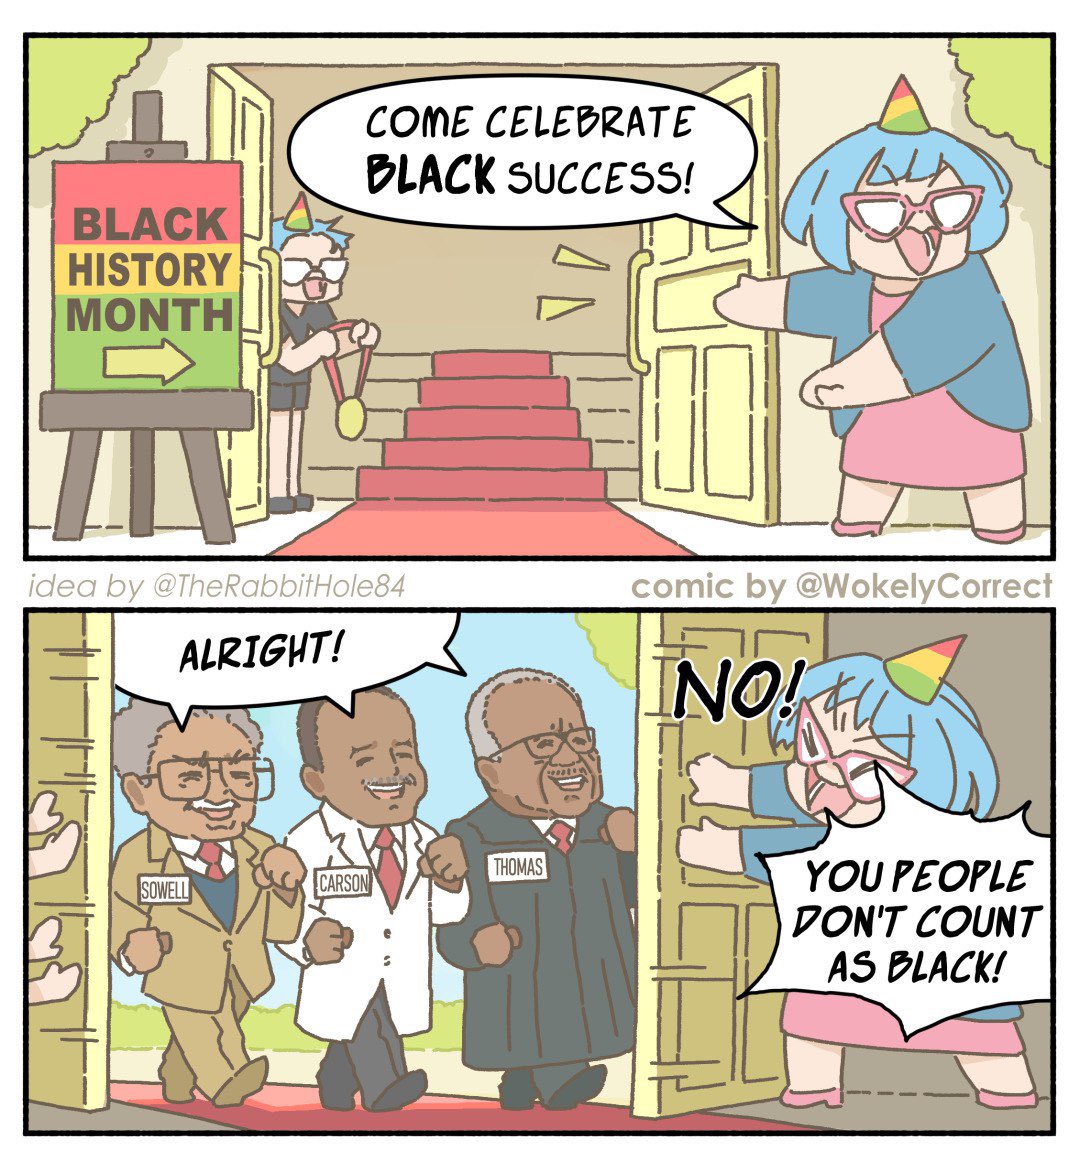 COME CELEBRATE
BLACK SUCCESS!
BLACK
HISTORY
MONTH
idea by @TheRabbitHole84
comic by @WokelyCorrect
ALRIGHT!
NO!
SOWELL
CARSON
THOMAS
YOU PEOPLE
DON'T COUNT
AS BLACK!